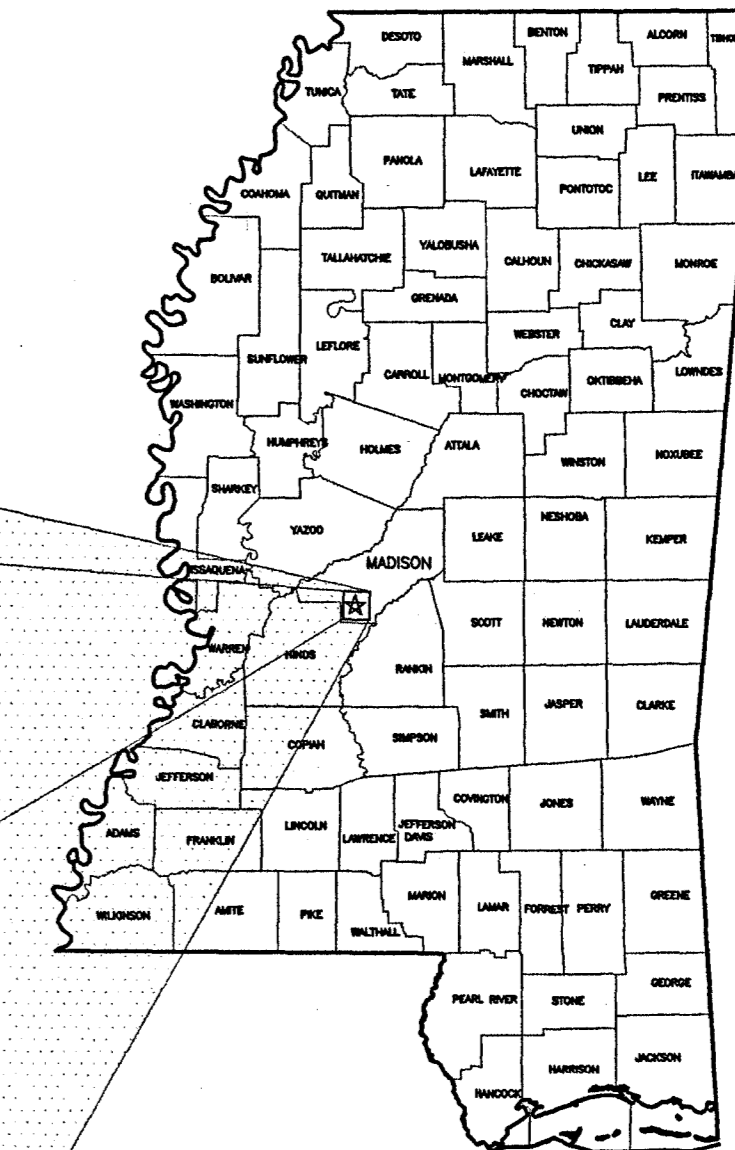 DESOTO
BENTON
ALCORN
MARSHALL
TIPPAH
TUNICA
TATE
PRENTISS
UNION
PANOLA
LAFAYETTE
LEE
ITAWAMBA
COAHOMA
QUITMAN
PONTOTOC
YALOBUSHA
TALLAHATCHIE
CALHOUN
CHICKASAW
MONROE
BOLIVAR
GRENADA
CLAY
WEBSTER
LEFLORE
SUNFLOWER
CARROLL
MONTGOMERY
OKTIBBEHA
LOWNDES
CHOCTAW
WASHINGTON
HUMPHREYS
HOLMES
ATTALA
WINSTON
NOXUBEE
SHARKEY
YAZOO
LEAKE
NESHOBA
KEMPER
MADISON
ISSAQUENA
SCOTT
NEWTON
LAUDERDALE
WARREN
HINDS
RANKIN
SMITH
JASPER
CLARKE
CLABORNE
COPIAH
SIMPSON
JEFFERSON
COVINGTON
JONES
WAYNE
ADAMS
FRANKLIN
LINCOLN
LAWRENCE
JEFFERSON
DAVIS
WILKINSON
AMITE
PIKE
WALTHALL
MARION
LAMAR
FORREST
PERRY
GREENE
PEARL RIVER
STONE
GEORGE
HANCOCK
HARRISON
JACKSON